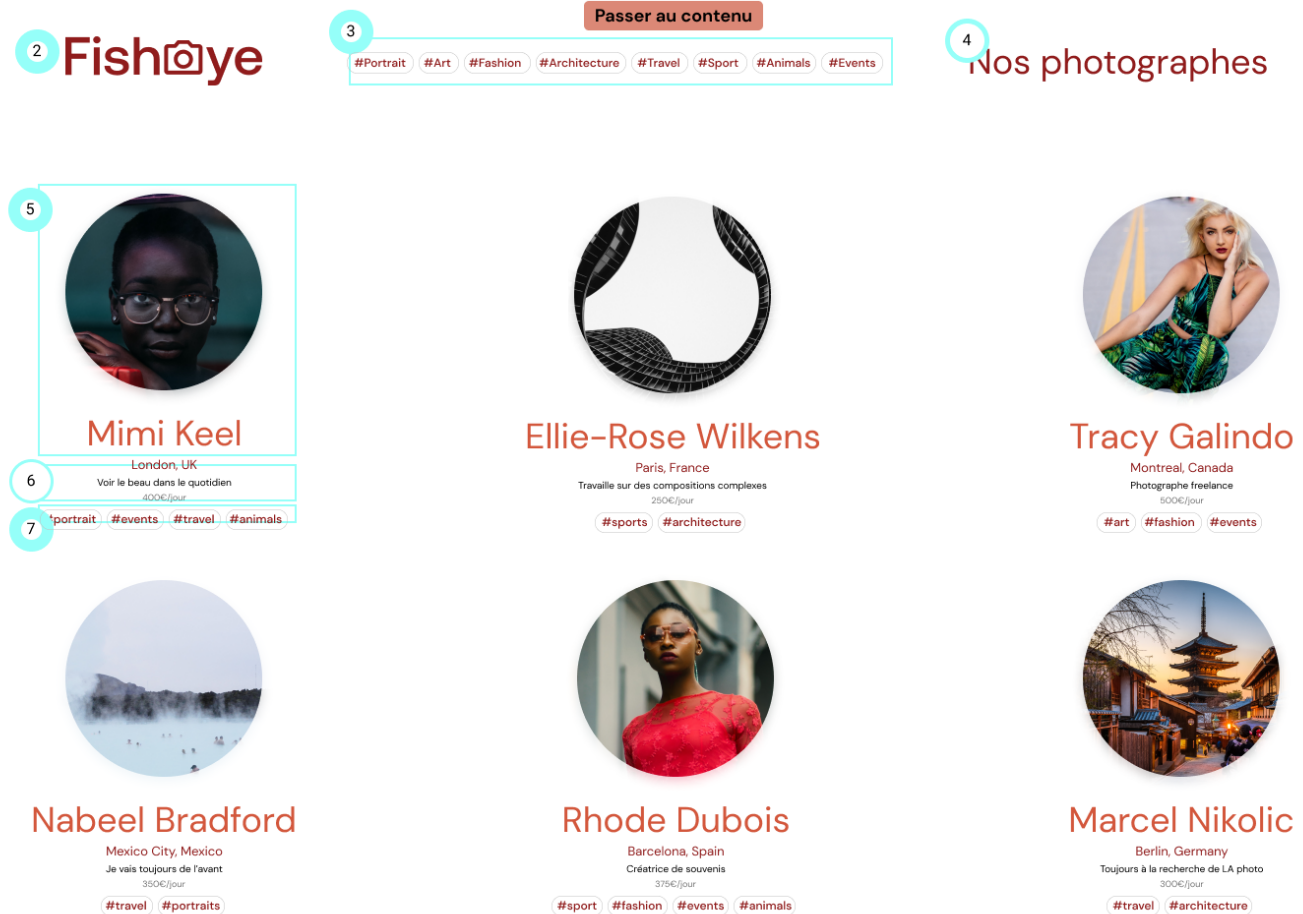 Passer au contenu
2
Fisheye
3
#Portrait #Art #Fashion #Architecture #Travel #Sport #Animals #Events
4
Nos photographes
5
Mimi Keel
6
London, UK
Voir le beau dans le quotidien
400€/jour
7
#portrait #events #travel #animals
Ellie-Rose Wilkens
Paris, France
Travaille sur des compositions complexes
250€/jour
#sports #architecture
Tracy Galindo
Montreal, Canada
Photographe freelance
500€/jour
#art #fashion #events
Nabeel Bradford
Mexico City, Mexico
Je vais toujours de l'avant
350€/jour
#travel #portraits
Rhode Dubois
Barcelona, Spain
Créatrice de souvenis
375€/jour
#sport #fashion #events #animals
Marcel Nikolic
Berlin, Germany
Toujours à la recherche de LA photo
300€/jour
#travel #architecture